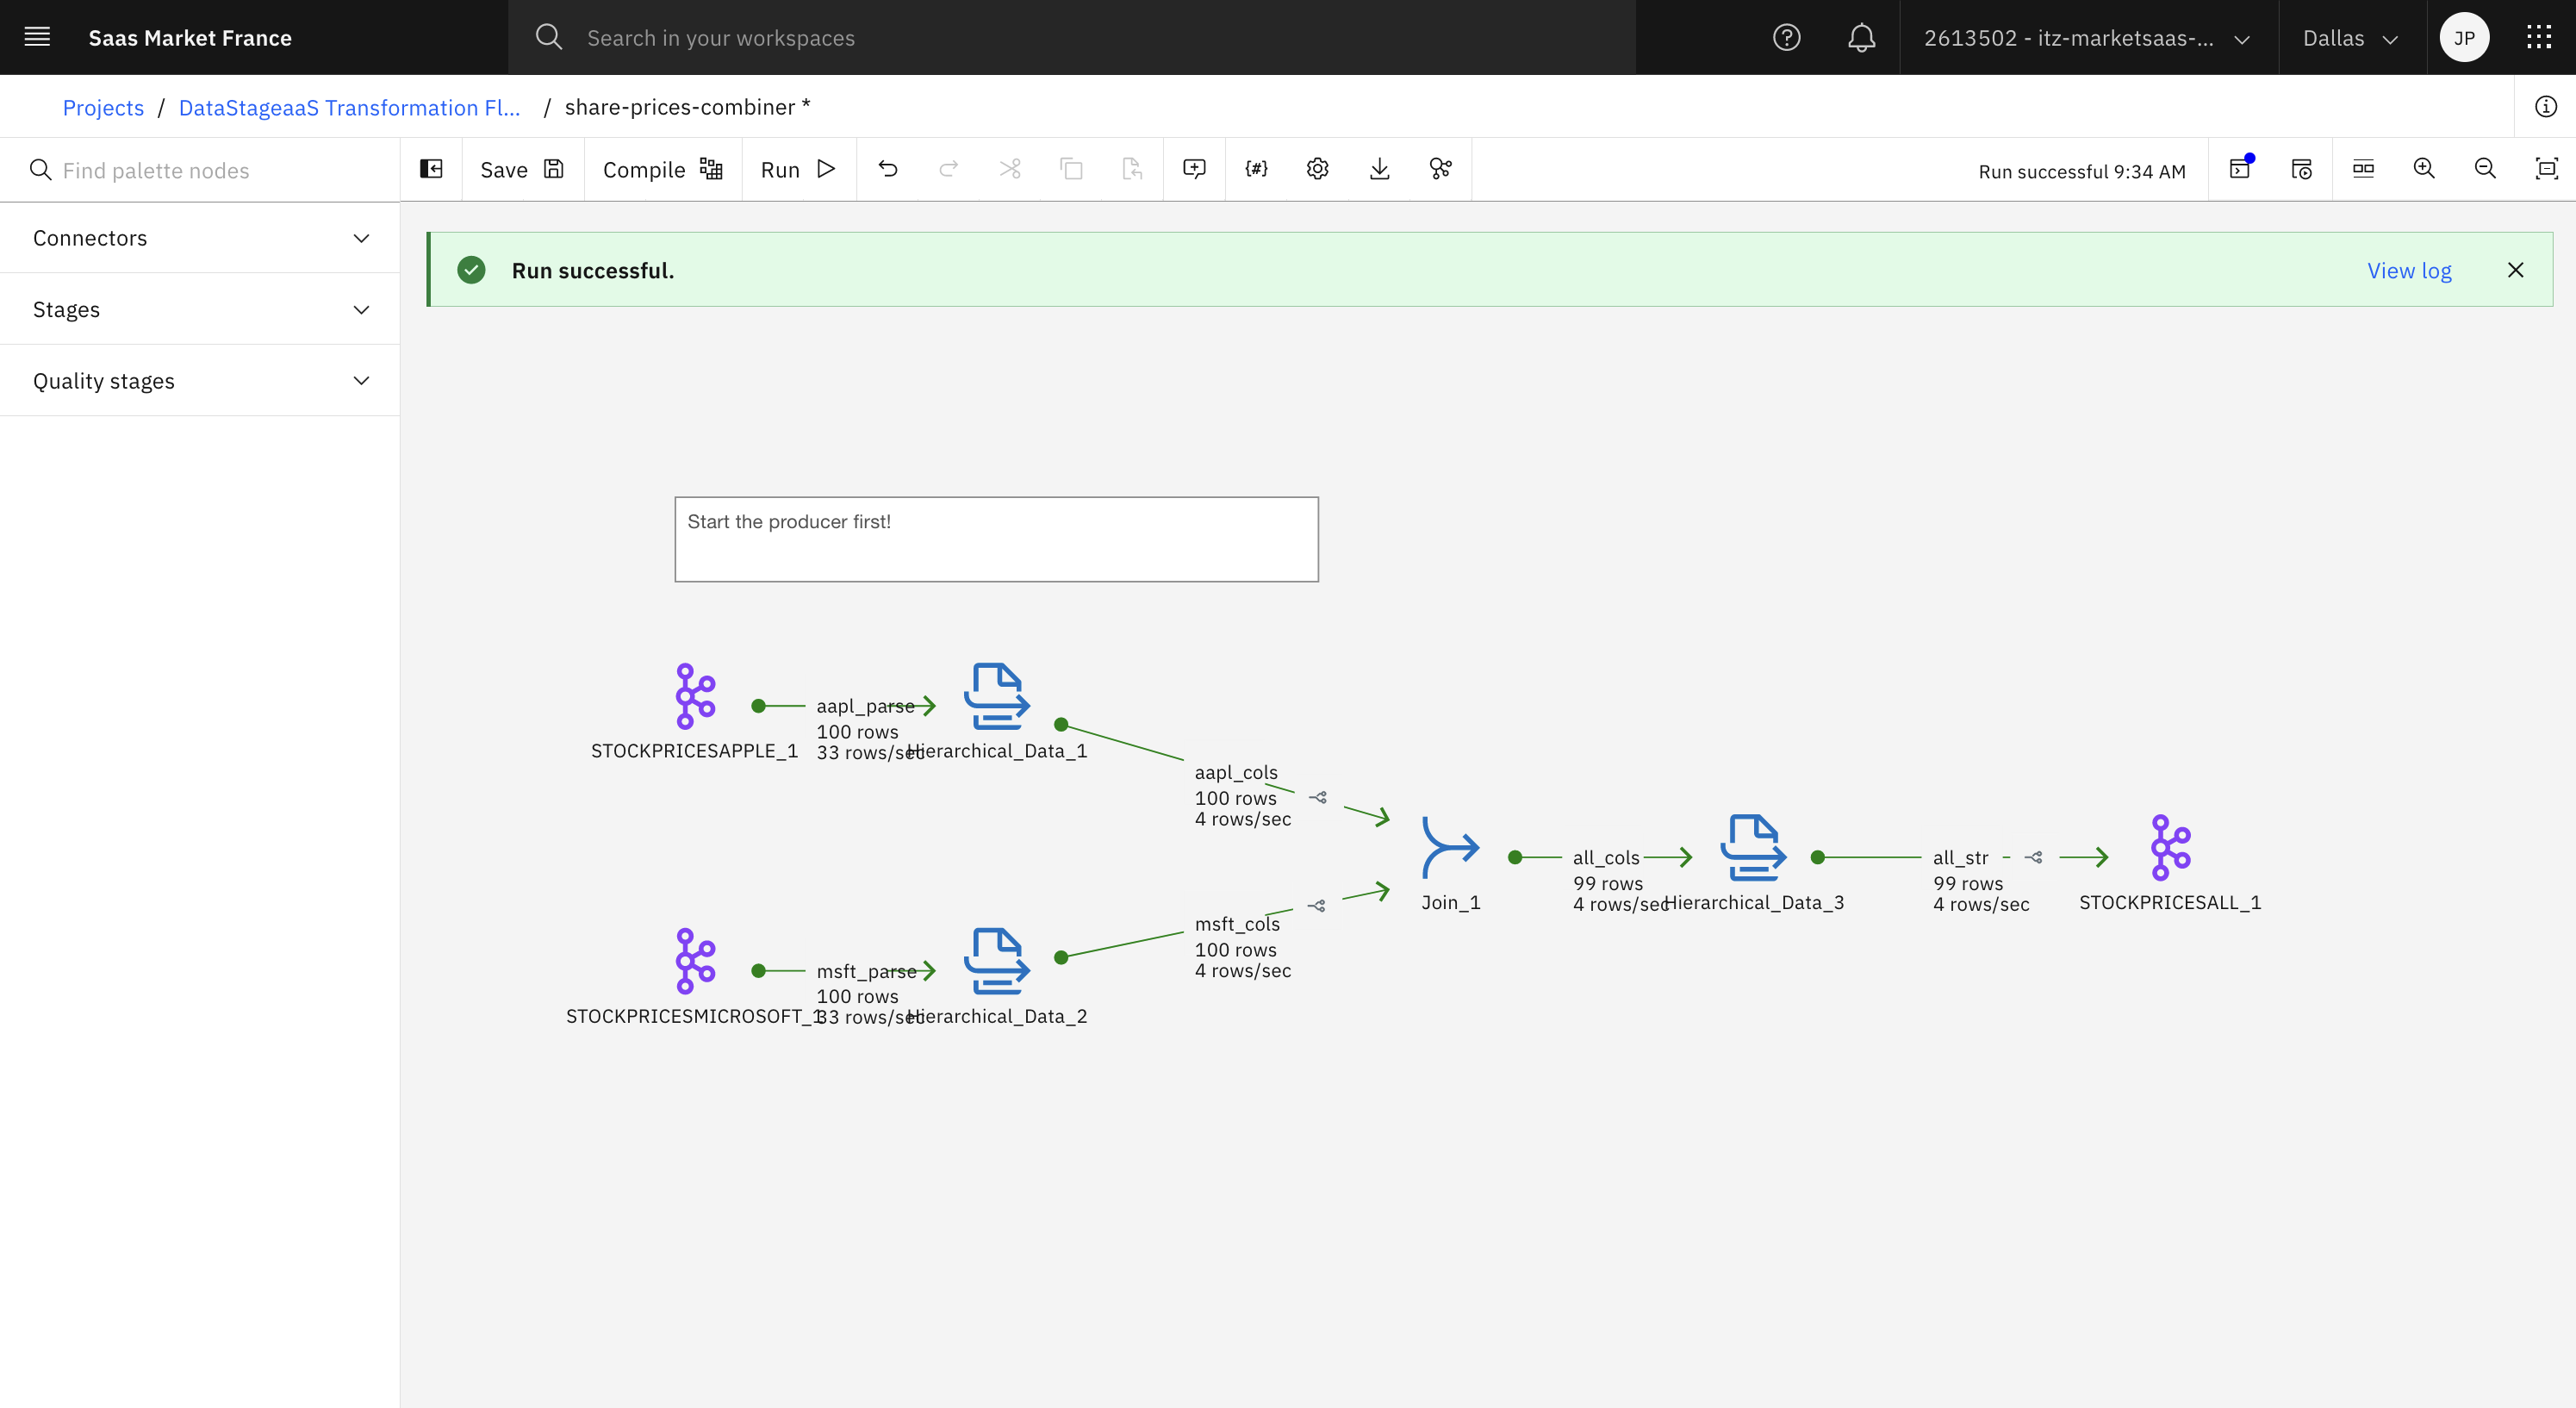 Saas Market France
Search in your workspaces
2613502 - itz-marketsaas-...
Dallas
JP
Projects / DataStageaaS Transformation Fl... / share-prices-combiner *
Find palette nodes
Save
Compile
Run
{#}
Run successful 9:34 AM
Connectors
Stages
Quality stages
Run successful.
View log
Start the producer first!
STOCKPRICESAPPLE_1
aapl_parse
100 rows
33 rows/sec
Hierarchical_Data_1
aapl_cols
100 rows
4 rows/sec
STOCKPRICESMICROSOFT_1
msft_parse
100 rows
33 rows/sec
Hierarchical_Data_2
msft_cols
100 rows
4 rows/sec
Join_1
all_cols
99 rows
4 rows/sec
Hierarchical_Data_3
all_str
99 rows
4 rows/sec
STOCKPRICESALL_1